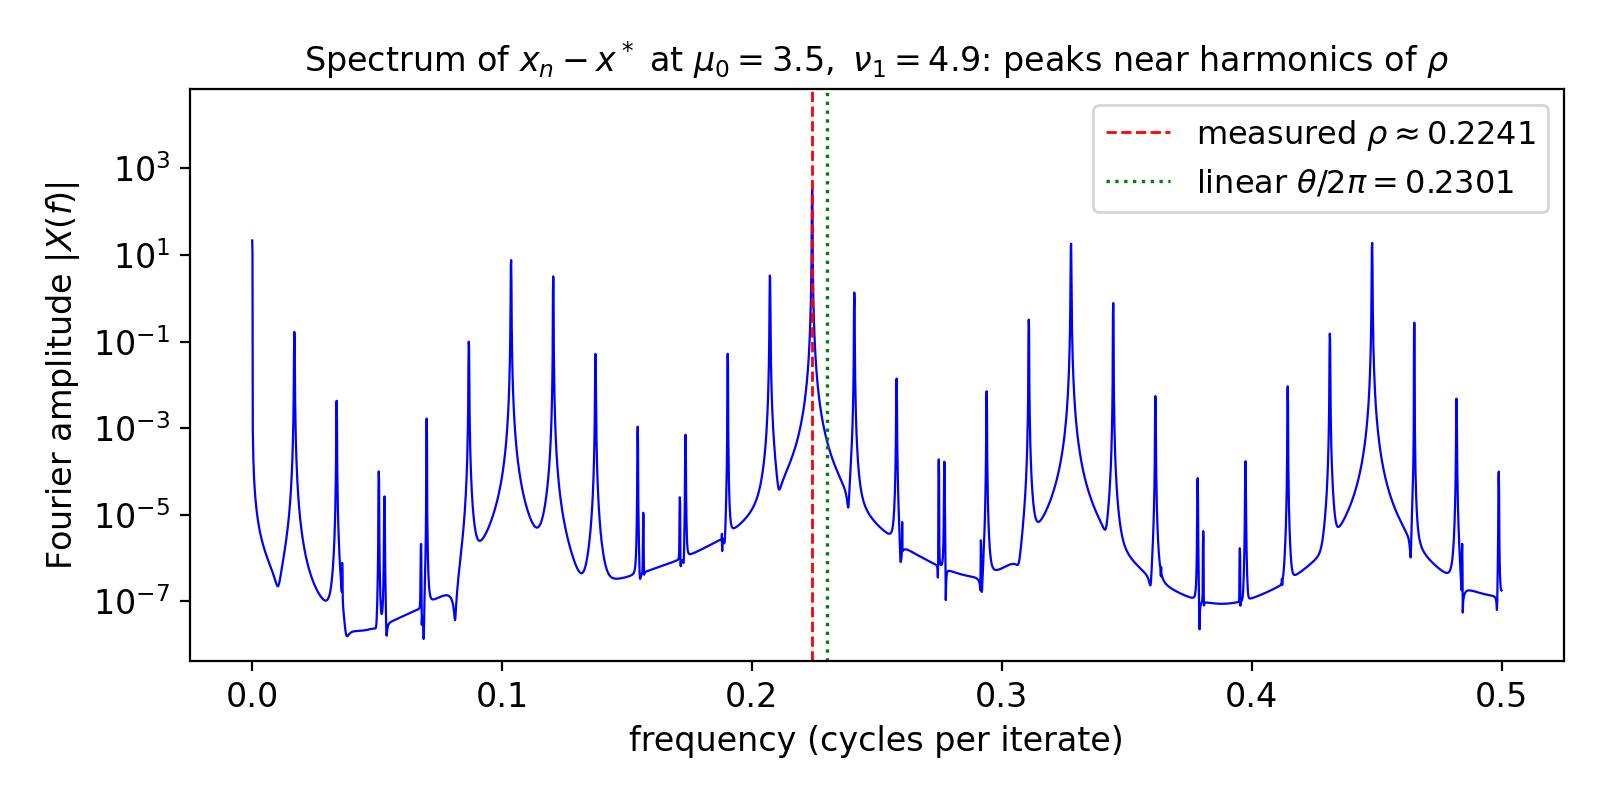 Spectrum of $x_n - x^*$ at $\mu_0 = 3.5,\ \nu_1 = 4.9$: peaks near harmonics of $\rho$
measured $\rho \approx 0.2241$
linear $\theta/2\pi = 0.2301$
Fourier amplitude $|X(f)|$
$10^3$
$10^1$
$10^{-1}$
$10^{-3}$
$10^{-5}$
$10^{-7}$
0.0 0.1 0.2 0.3 0.4 0.5
frequency (cycles per iterate)